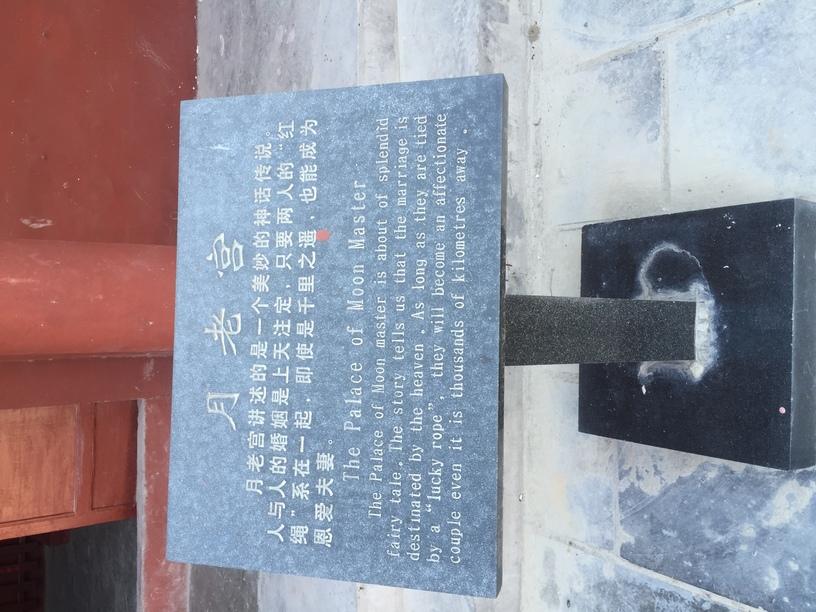 月老宫
月老宫讲述的是一个美妙的神话传说。
人与人的婚姻是上天注定，只要两人的“红
绳”系在一起，即使是千里之遥，也能成为
恩爱夫妻。
The Palace of Moon Master
The Palace of Moon master is about of splendid
fairy tale.The story tells us that the marriage is
destinated by the heaven.As long as they are tied
by a “lucky rope”, they will become an affectionate
couple even it is thousands of kilometres away.